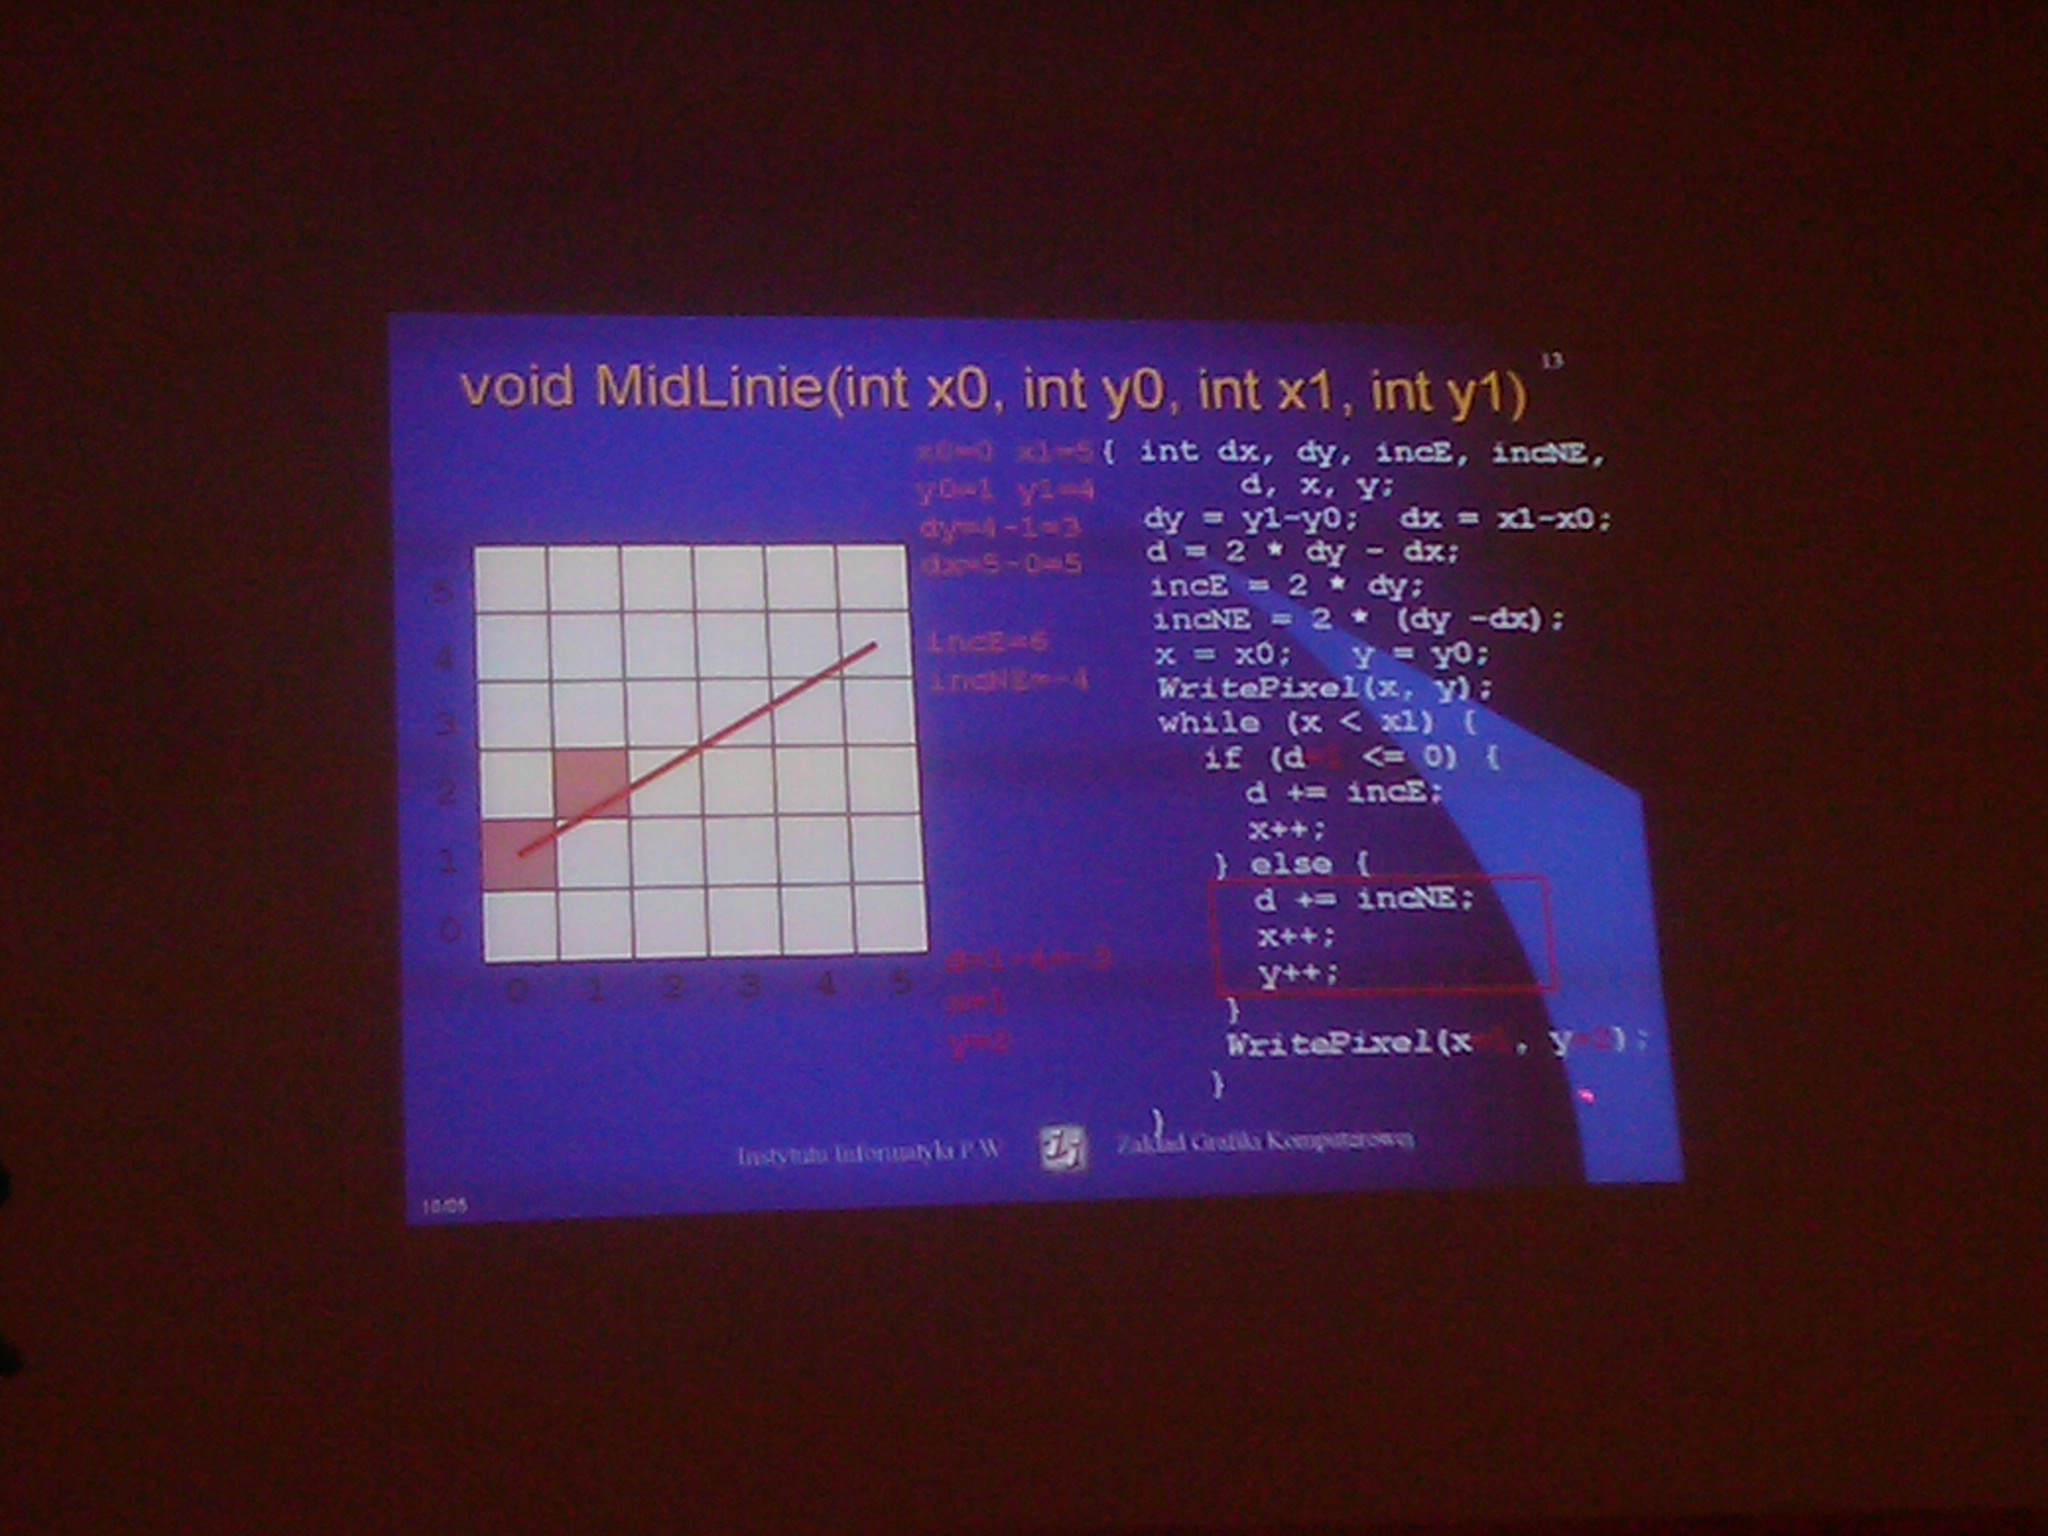 13
void MidLinie(int x0, int y0, int x1, int y1)
x0=0 x1=5
y0=1 y1=4
dy=4-1=3
dx=5-0=5
incE=6
incNE=-4
d=1-4=-3
x=1
y=2
{ int dx, dy, incE, incNE,
d, x, y;
dy = y1-y0; dx = x1-x0;
d = 2 * dy - dx;
incE = 2 * dy;
incNE = 2 * (dy -dx);
x = x0; y = y0;
WritePixel(x, y);
while (x < x1) {
if (d=1 <= 0) {
d += incE;
x++;
} else {
d += incNE;
x++;
y++;
}
WritePixel(x=1 , y=2);
}
}
5
4
3
2
1
0
0 1 2 3 4 5
Instytutu Informatyki P.W
Zakład Grafiki Komputerowej
10/05